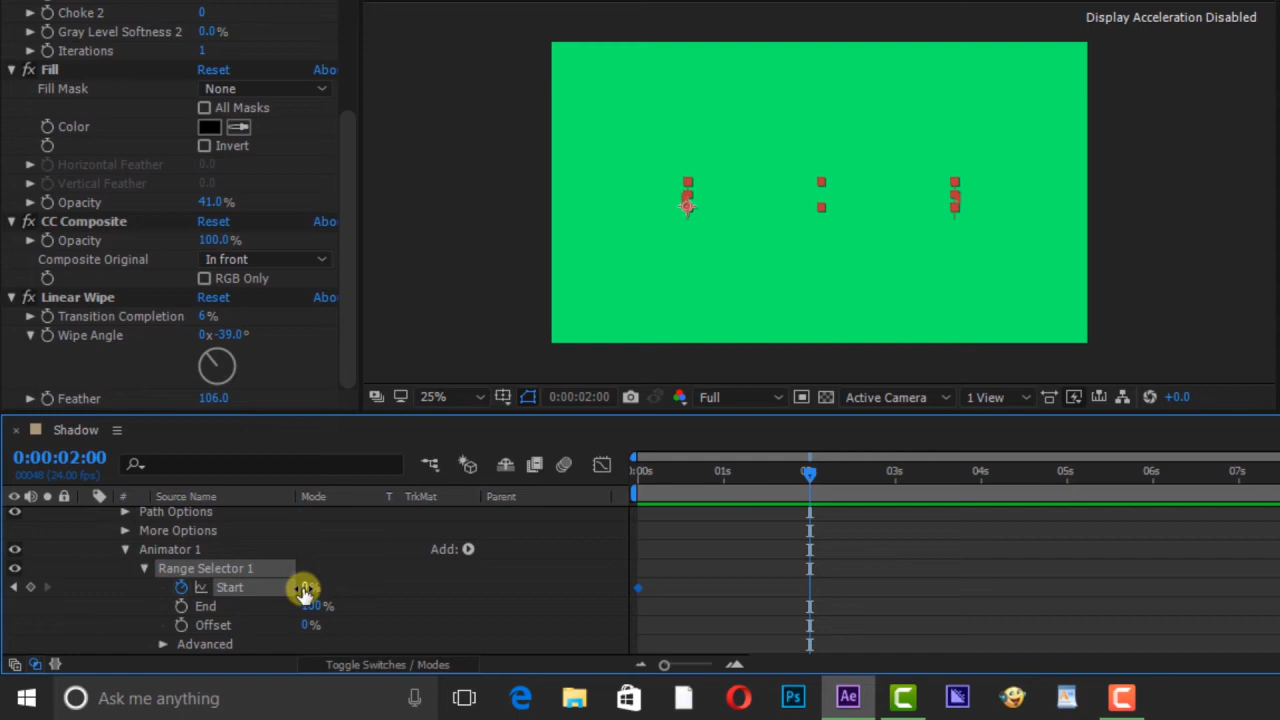 Choke 2 0
Display Acceleration Disabled
Gray Level Softness 2 0.0%
Iterations 1
fx Fill Reset Abo
Fill Mask None
All Masks
Color
Invert
Horizontal Feather 0.0
Vertical Feather 0.0
Opacity 41.0%
fx CC Composite Reset Abo
Opacity 100.0%
Composite Original In front
RGB Only
fx Linear Wipe Reset Abo
Transition Completion 6%
Wipe Angle 0x-39.0°
Feather 106.0
25% 0:00:02:00 Full Active Camera 1 View +0.0
Shadow
0:00:02:00
00048 (24.00 fps)
0:00s 01s 03s 04s 05s 06s 07s
# Source Name Mode T TrkMat Parent
Path Options
More Options
Animator 1 Add:
Range Selector 1
Start
End 100%
Offset 0%
Advanced
Toggle Switches / Modes
Ask me anything
Ps
Ae